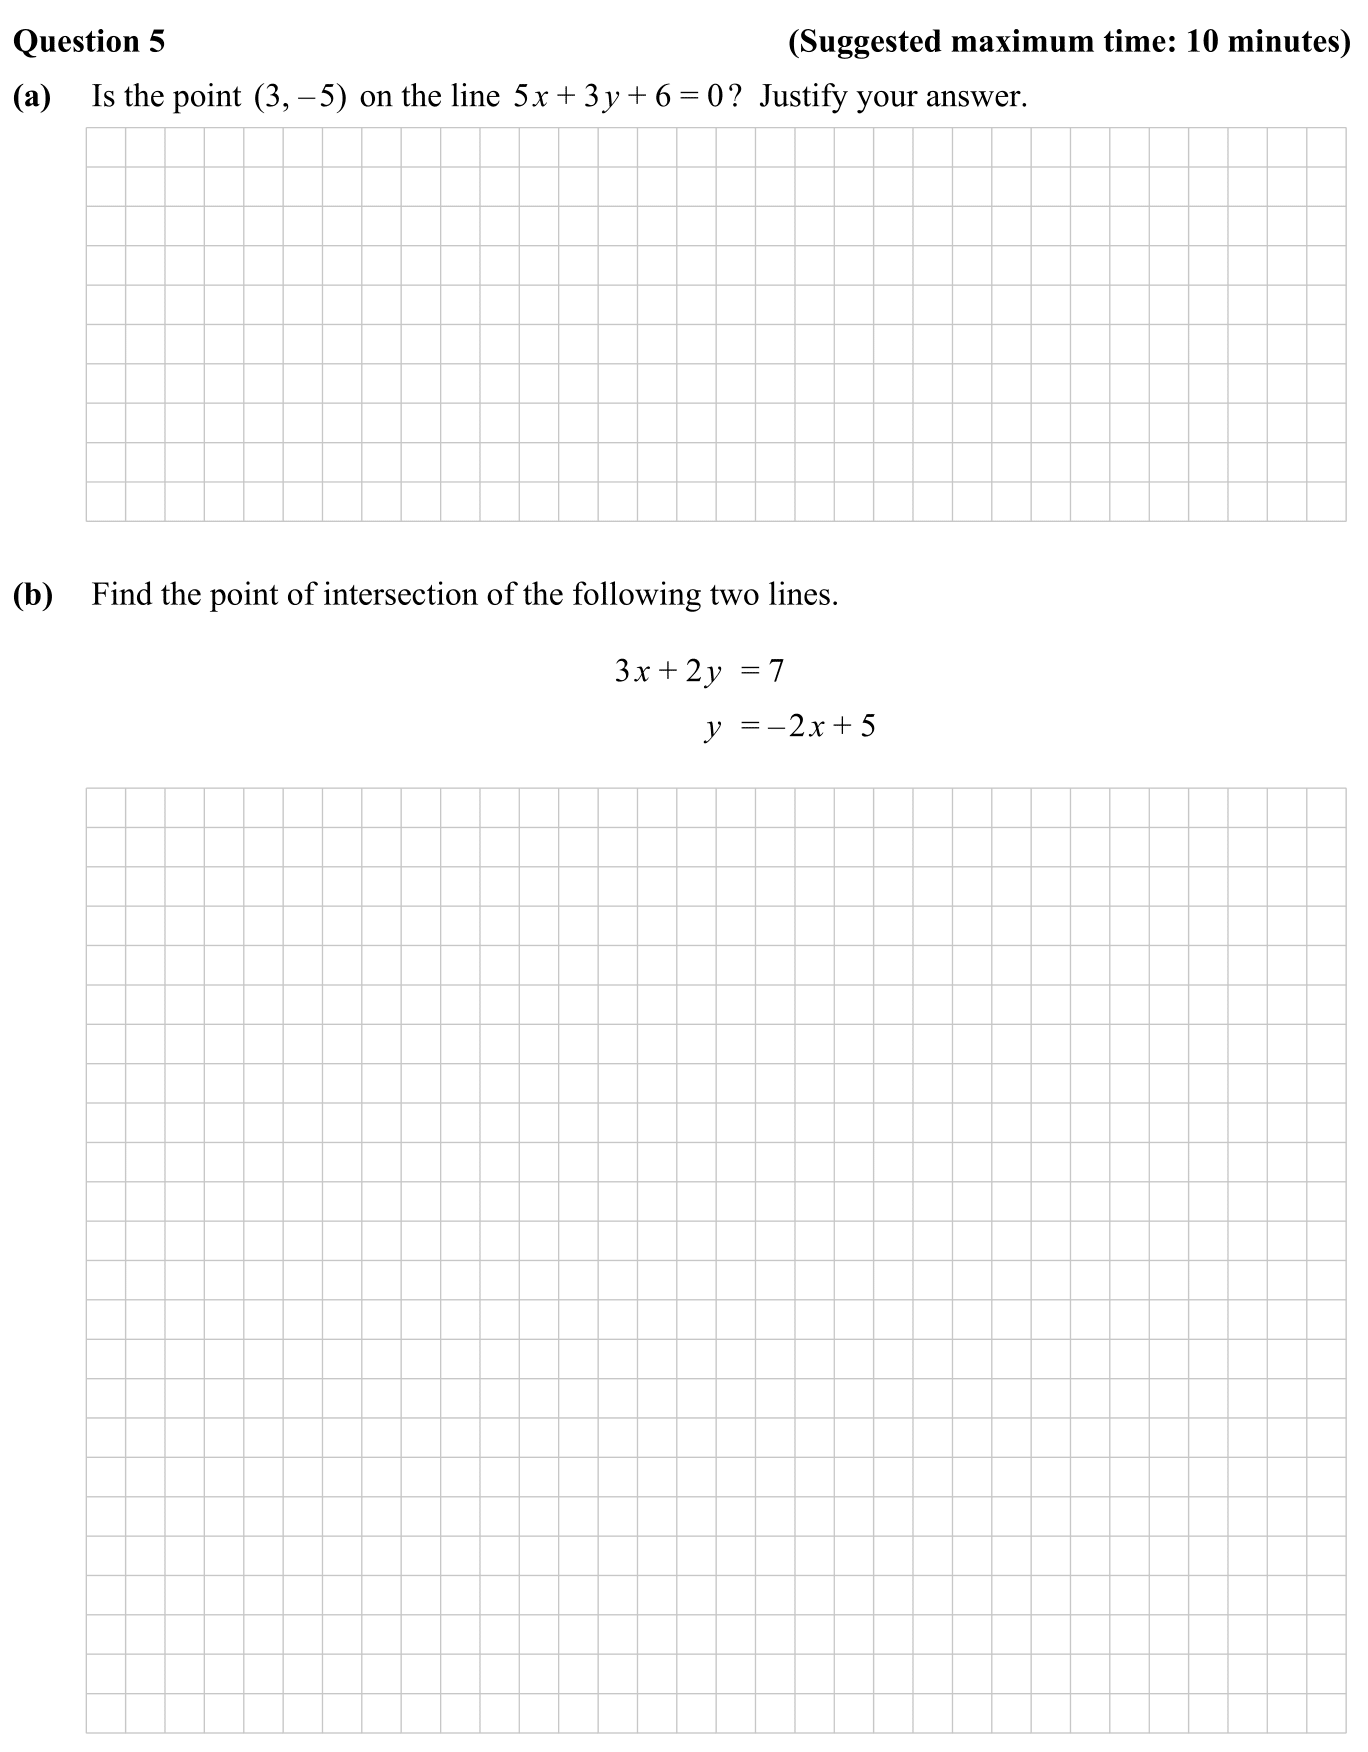 Question 5 (Suggested maximum time: 10 minutes)
(a) Is the point (3, –5) on the line 5x + 3y + 6 = 0? Justify your answer.
(b) Find the point of intersection of the following two lines.
3x + 2y = 7
y = –2x + 5